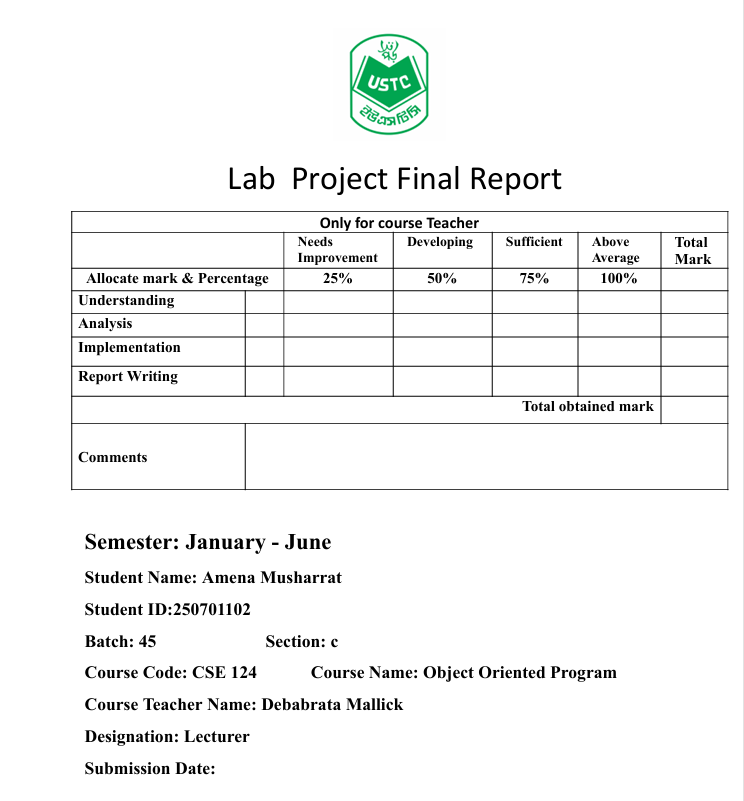 USTC
ইউএসটিসি
Lab Project Final Report
Only for course Teacher
Needs Improvement Developing Sufficient Above Average Total Mark
Allocate mark & Percentage 25% 50% 75% 100%
Understanding
Analysis
Implementation
Report Writing
Total obtained mark
Comments
Semester: January - June
Student Name: Amena Musharrat
Student ID:250701102
Batch: 45 Section: c
Course Code: CSE 124 Course Name: Object Oriented Program
Course Teacher Name: Debabrata Mallick
Designation: Lecturer
Submission Date: